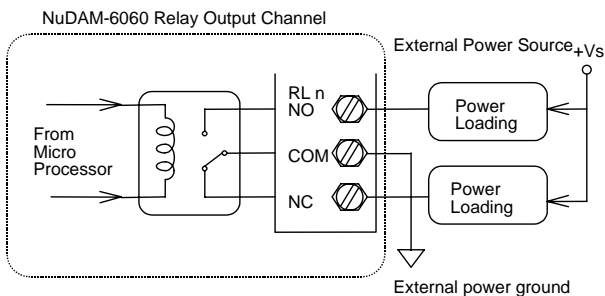 NuDAM-6060 Relay Output Channel
External Power Source
+Vs
RL n
NO
Power
Loading
From
Micro
Processor
COM
NC
Power
Loading
External power ground